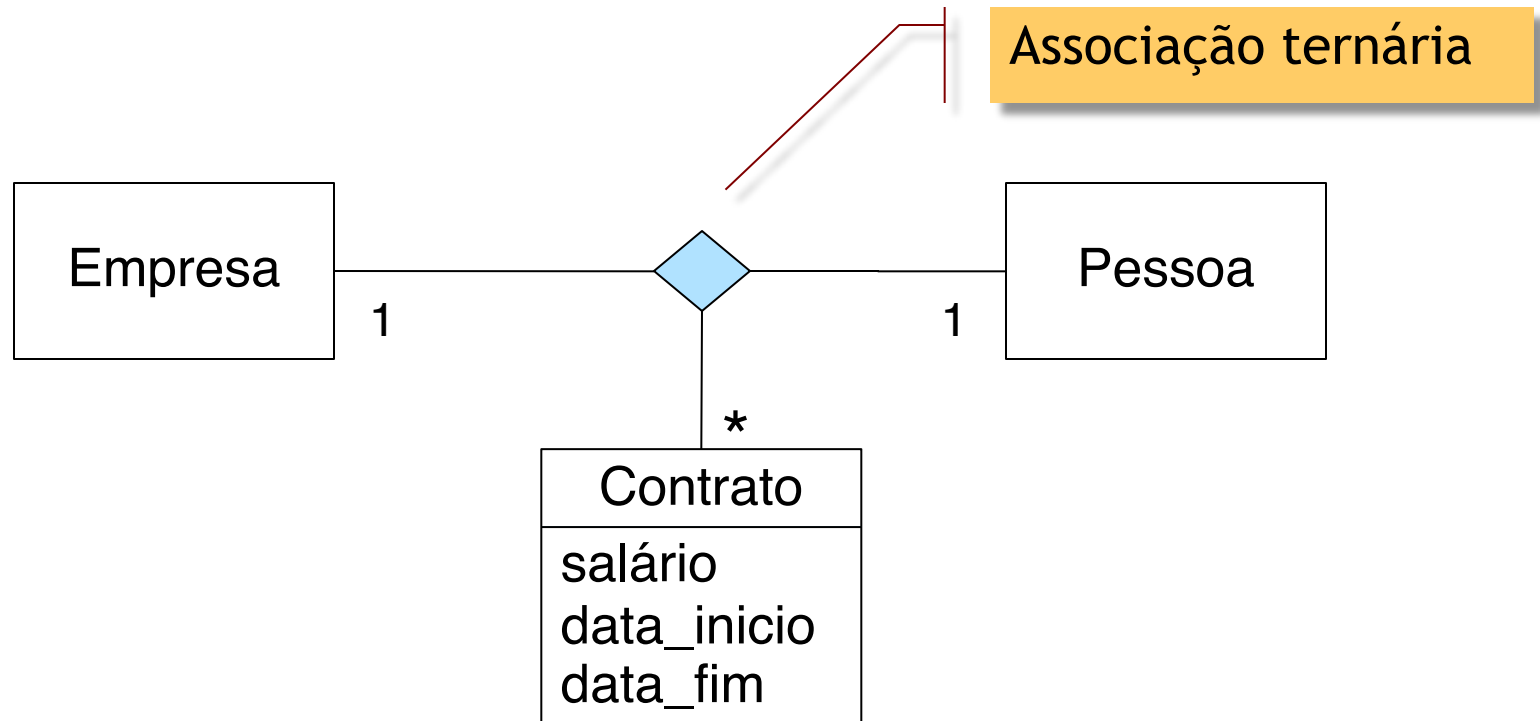 Associação ternária
Empresa
Pessoa
1
1
*
Contrato
salário
data_inicio
data_fim